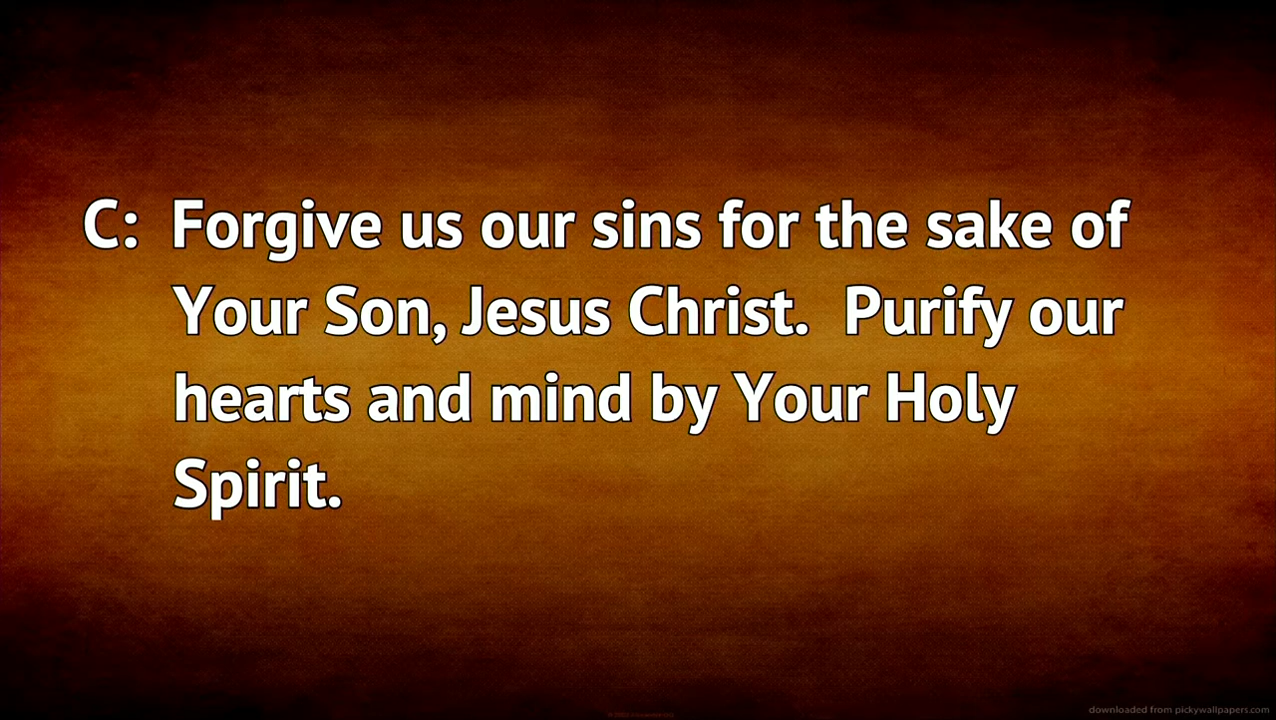 C: Forgive us our sins for the sake of
Your Son, Jesus Christ. Purify our
hearts and mind by Your Holy
Spirit.
downloaded from pickywallpapers.com